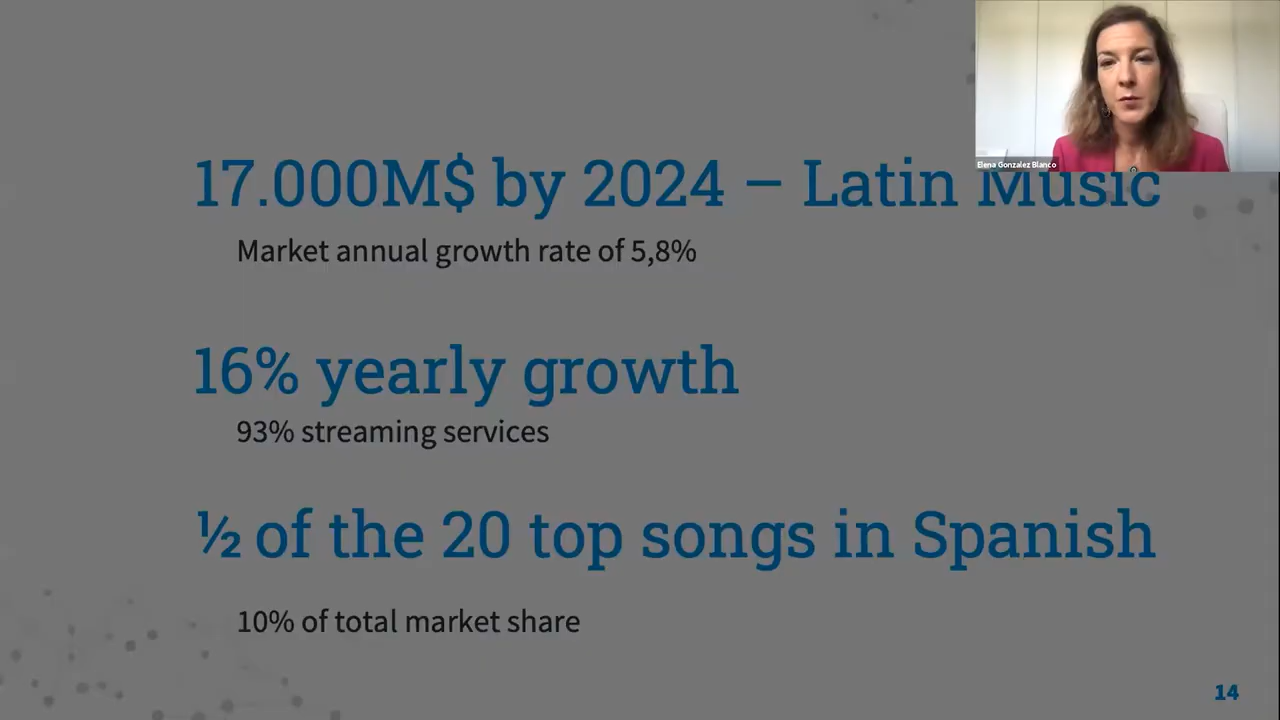 Elena Gonzalez Blanco
17.000M$ by 2024 – Latin Music
Market annual growth rate of 5,8%
16% yearly growth
93% streaming services
½ of the 20 top songs in Spanish
10% of total market share
14